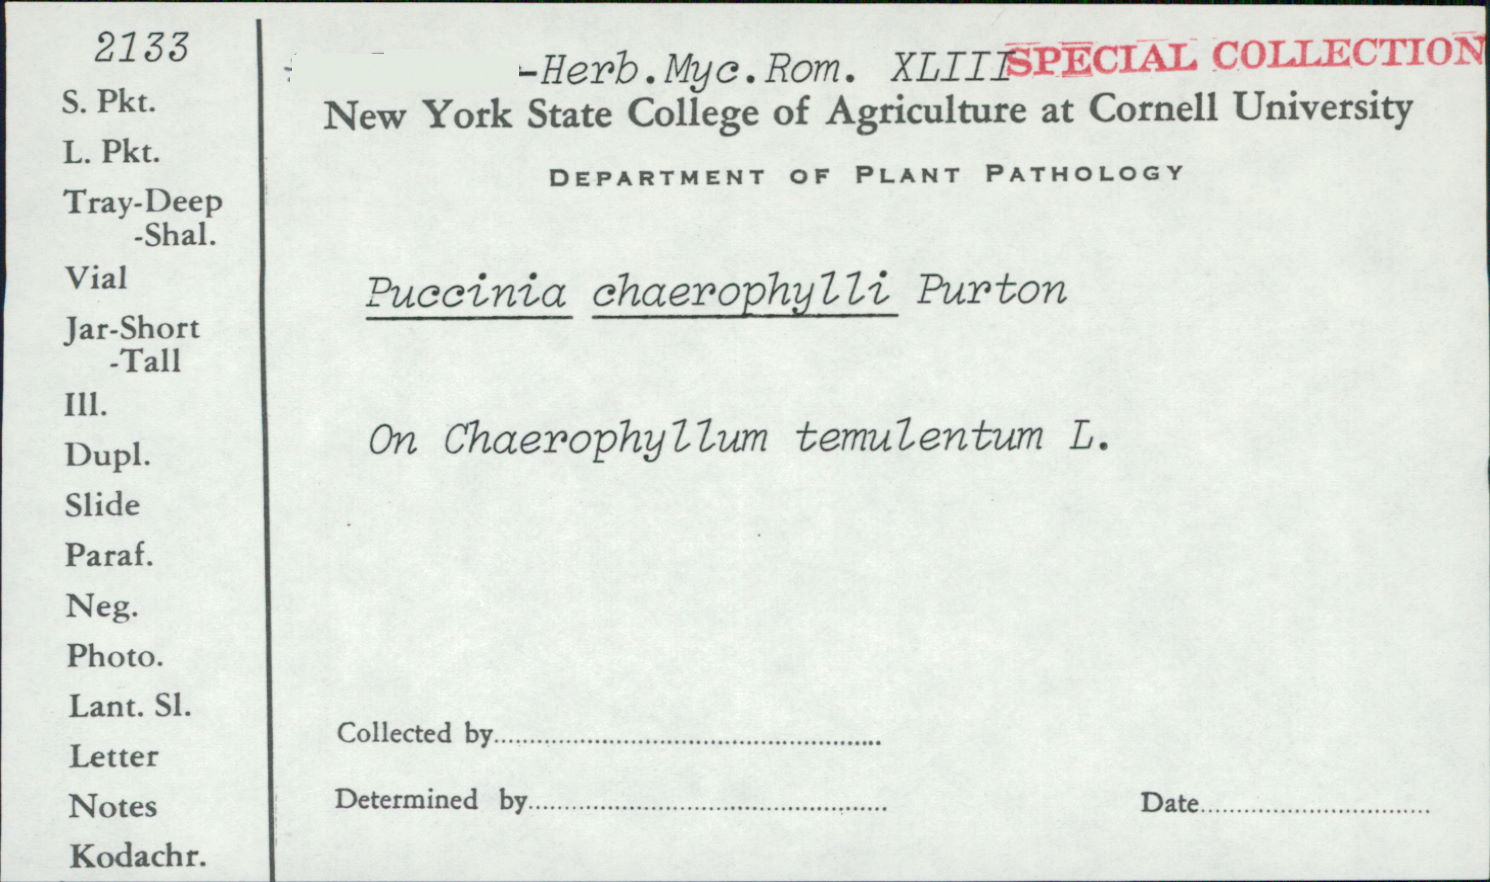 2133
-Herb.Myc.Rom. XLIII
SPECIAL COLLECTION
New York State College of Agriculture at Cornell University
DEPARTMENT OF PLANT PATHOLOGY
S. Pkt.
L. Pkt.
Tray-Deep
-Shal.
Vial
Jar-Short
-Tall
Ill.
Dupl.
Slide
Paraf.
Neg.
Photo.
Lant. Sl.
Letter
Notes
Kodachr.
Puccinia chaerophylli Purton
On Chaerophyllum temulentum L.
Collected by
Determined by
Date